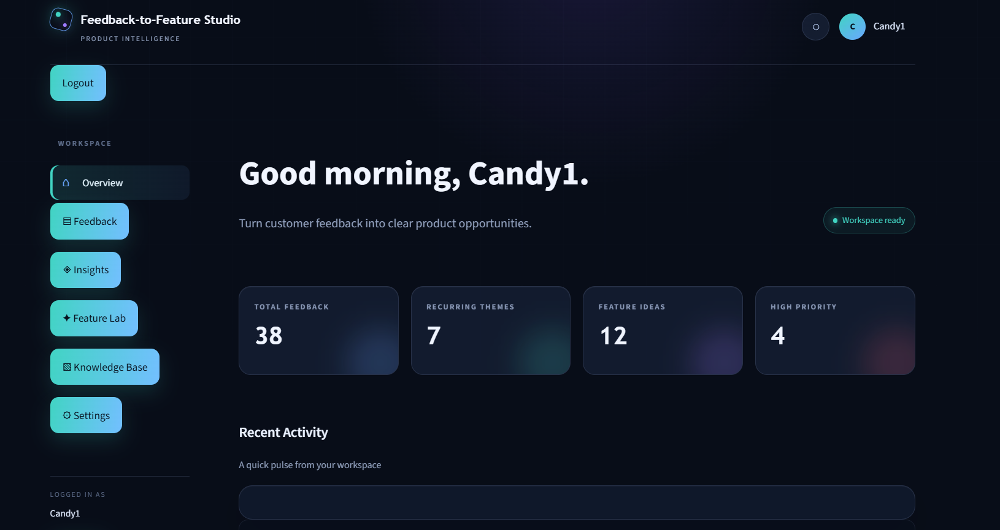 Feedback-to-Feature Studio
PRODUCT INTELLIGENCE
C
Candy1
Logout
WORKSPACE
Overview
Feedback
Insights
Feature Lab
Knowledge Base
Settings
LOGGED IN AS
Candy1
Good morning, Candy1.
Turn customer feedback into clear product opportunities.
Workspace ready
TOTAL FEEDBACK
38
RECURRING THEMES
7
FEATURE IDEAS
12
HIGH PRIORITY
4
Recent Activity
A quick pulse from your workspace